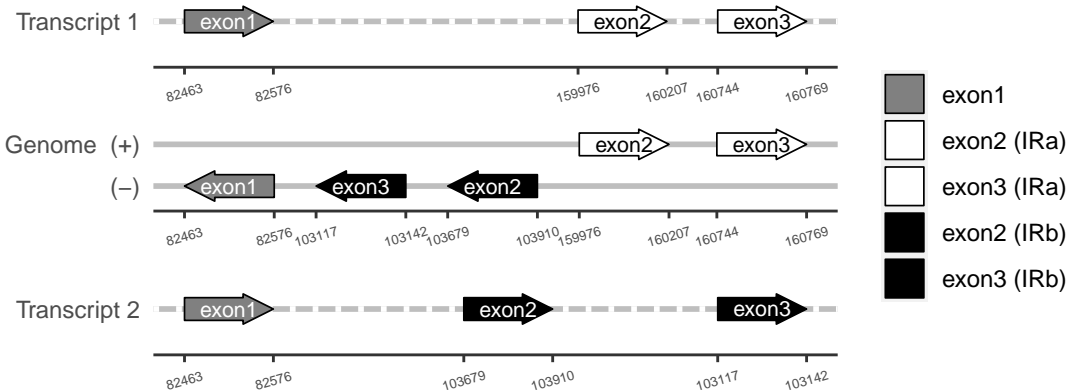 Transcript 1 exon1 exon2 exon3
82463 82576 159976 160207 160744 160769
Genome (+) exon2 exon3
(−) exon1 exon3 exon2
82463 82576 103117 103142 103679 103910 159976 160207 160744 160769
Transcript 2 exon1 exon2 exon3
82463 82576 103679 103910 103117 103142
exon1
exon2 (IRa)
exon3 (IRa)
exon2 (IRb)
exon3 (IRb)